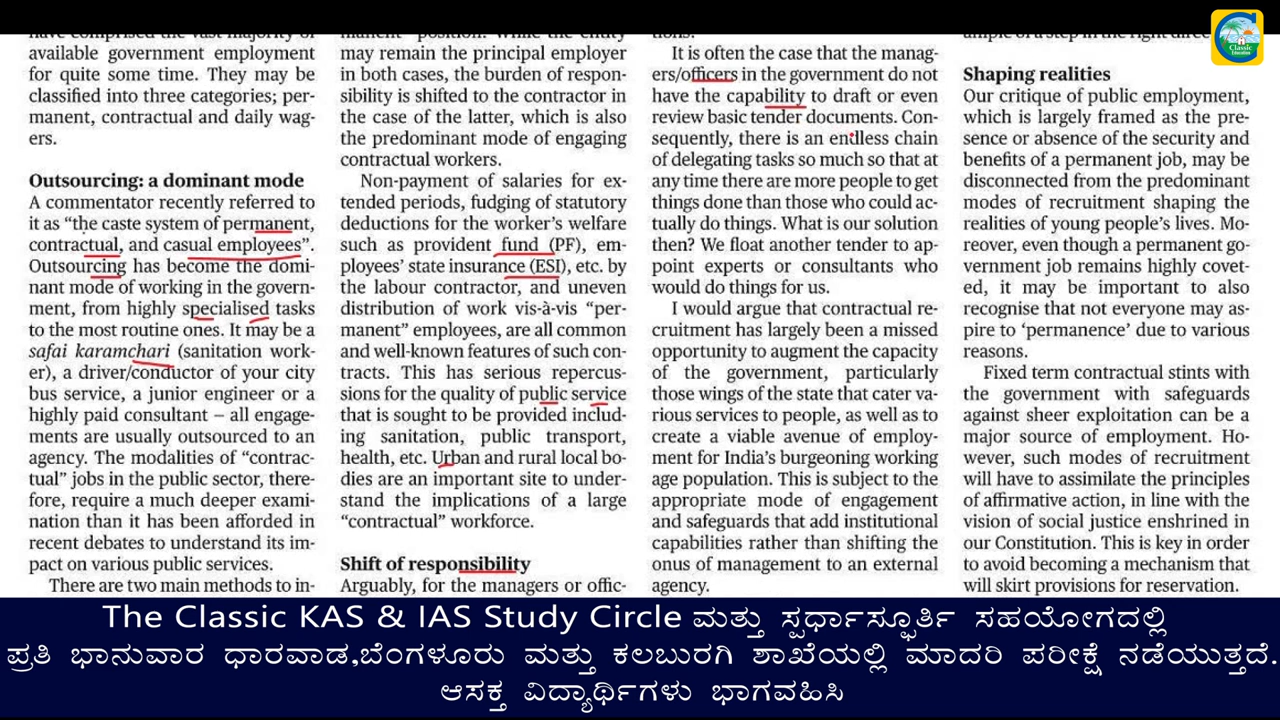 have comprised the vast majority of
available government employment
for quite some time. They may be
classified into three categories; per-
manent, contractual and daily wag-
ers.
Outsourcing: a dominant mode
A commentator recently referred to
it as “the caste system of permanent,
contractual, and casual employees”.
Outsourcing has become the domi-
nant mode of working in the govern-
ment, from highly specialised tasks
to the most routine ones. It may be a
safai karamchari (sanitation work-
er), a driver/conductor of your city
bus service, a junior engineer or a
highly paid consultant – all engage-
ments are usually outsourced to an
agency. The modalities of “contrac-
tual” jobs in the public sector, there-
fore, require a much deeper exami-
nation than it has been afforded in
recent debates to understand its im-
pact on various public services.
There are two main methods to in-
manent” position. While the entity
may remain the principal employer
in both cases, the burden of respon-
sibility is shifted to the contractor in
the case of the latter, which is also
the predominant mode of engaging
contractual workers.
Non-payment of salaries for ex-
tended periods, fudging of statutory
deductions for the worker’s welfare
such as provident fund (PF), em-
ployees’ state insurance (ESI), etc. by
the labour contractor, and uneven
distribution of work vis-à-vis “per-
manent” employees, are all common
and well-known features of such con-
tracts. This has serious repercus-
sions for the quality of public service
that is sought to be provided includ-
ing sanitation, public transport,
health, etc. Urban and rural local bo-
dies are an important site to under-
stand the implications of a large
“contractual” workforce.
Shift of responsibility
Arguably, for the managers or offic-
tions.
It is often the case that the manag-
ers/officers in the government do not
have the capability to draft or even
review basic tender documents. Con-
sequently, there is an endless chain
of delegating tasks so much so that at
any time there are more people to get
things done than those who could ac-
tually do things. What is our solution
then? We float another tender to ap-
point experts or consultants who
would do things for us.
I would argue that contractual re-
cruitment has largely been a missed
opportunity to augment the capacity
of the government, particularly
those wings of the state that cater va-
rious services to people, as well as to
create a viable avenue of employ-
ment for India’s burgeoning working
age population. This is subject to the
appropriate mode of engagement
and safeguards that add institutional
capabilities rather than shifting the
onus of management to an external
agency.
ample of a step in the right direc
Shaping realities
Our critique of public employment,
which is largely framed as the pre-
sence or absence of the security and
benefits of a permanent job, may be
disconnected from the predominant
modes of recruitment shaping the
realities of young people’s lives. Mo-
reover, even though a permanent go-
vernment job remains highly covet-
ed, it may be important to also
recognise that not everyone may as-
pire to ‘permanence’ due to various
reasons.
Fixed term contractual stints with
the government with safeguards
against sheer exploitation can be a
major source of employment. Ho-
wever, such modes of recruitment
will have to assimilate the principles
of affirmative action, in line with the
vision of social justice enshrined in
our Constitution. This is key in order
to avoid becoming a mechanism that
will skirt provisions for reservation.
Classic
Education
The Classic KAS & IAS Study Circle ಮತ್ತು ಸ್ಪರ್ಧಾಸ್ಫೂರ್ತಿ ಸಹಯೋಗದಲ್ಲಿ
ಪ್ರತಿ ಭಾನುವಾರ ಧಾರವಾಡ,ಬೆಂಗಳೂರು ಮತ್ತು ಕಲಬುರಗಿ ಶಾಖೆಯಲ್ಲಿ ಮಾದರಿ ಪರೀಕ್ಷೆ ನಡೆಯುತ್ತದೆ.
ಆಸಕ್ತ ವಿದ್ಯಾರ್ಥಿಗಳು ಭಾಗವಹಿಸಿ